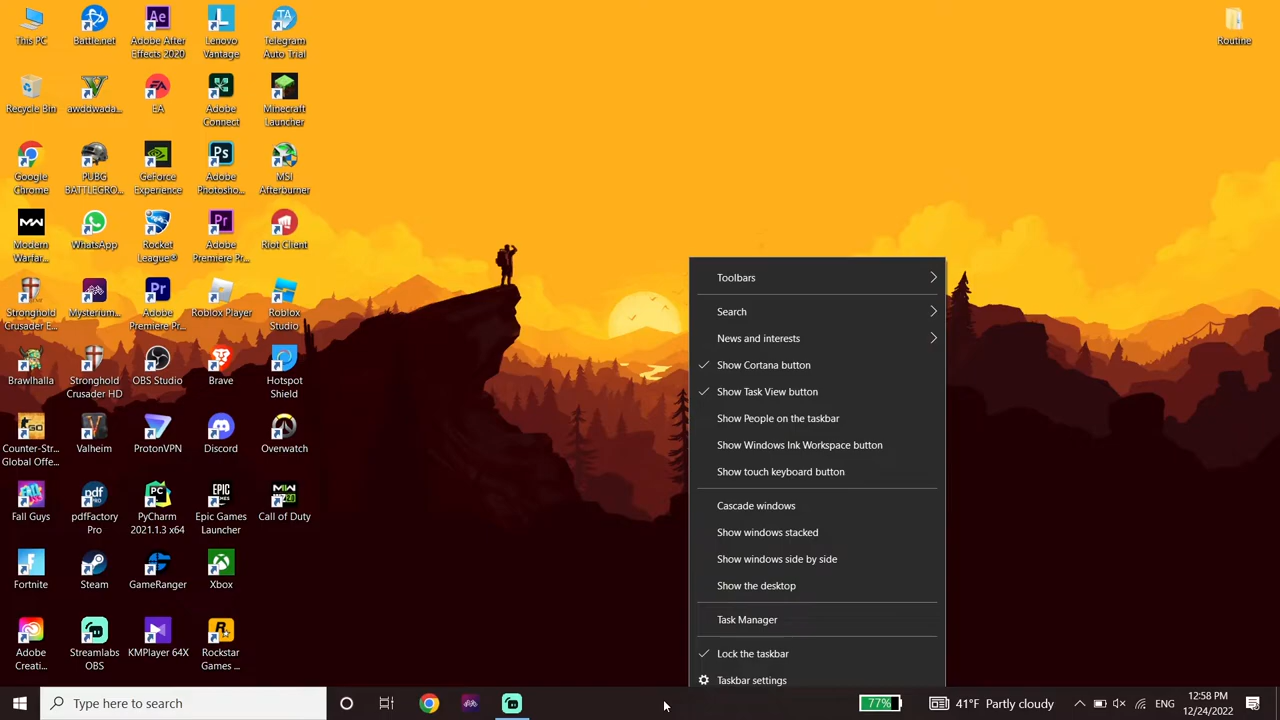 This PC
Battle.net
Adobe After
Effects 2020
Lenovo
Vantage
Telegram
Auto Trial
Routine
Recycle Bin
awddwada...
EA
Adobe
Connect
Minecraft
Launcher
Google
Chrome
PUBG
BATTLEGRO...
GeForce
Experience
Adobe
Photosho...
MSI
Afterburner
Modern
Warfar...
WhatsApp
Rocket
League®
Adobe
Premiere Pr...
Riot Client
Stronghold
Crusader E...
Mysterium...
Adobe
Premiere Pr...
Roblox Player
Roblox
Studio
Brawlhalla
Stronghold
Crusader HD
OBS Studio
Brave
Hotspot
Shield
Counter-Str...
Global Offe...
Valheim
ProtonVPN
Discord
Overwatch
Fall Guys
pdfFactory
Pro
PyCharm
2021.1.3 x64
Epic Games
Launcher
Call of Duty
Fortnite
Steam
GameRanger
Xbox
Adobe
Creati...
Streamlabs
OBS
KMPlayer 64X
Rockstar
Games ...
Toolbars
Search
News and interests
Show Cortana button
Show Task View button
Show People on the taskbar
Show Windows Ink Workspace button
Show touch keyboard button
Cascade windows
Show windows stacked
Show windows side by side
Show the desktop
Task Manager
Lock the taskbar
Taskbar settings
Type here to search
77%
41°F Partly cloudy
ENG
12:58 PM
12/24/2022